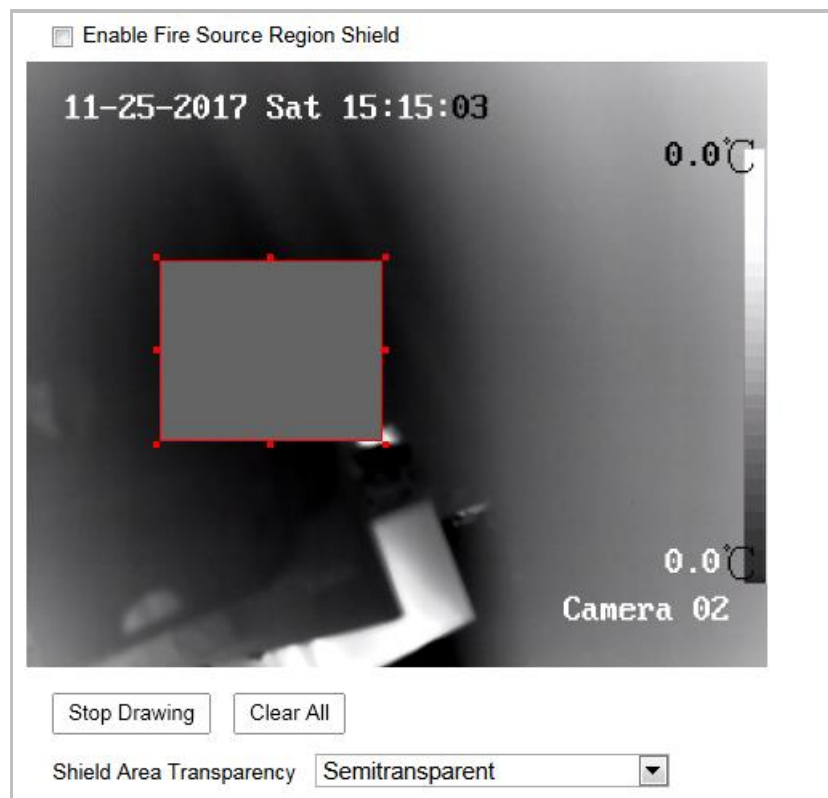 Enable Fire Source Region Shield
11-25-2017 Sat 15:15:03
0.0℃
0.0℃
Camera 02
Stop Drawing Clear All
Shield Area Transparency Semitransparent